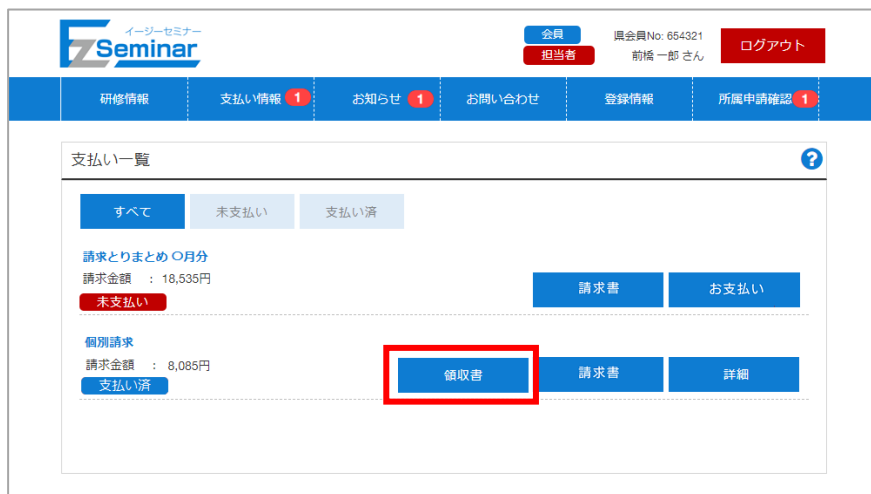 イージーセミナー
EzSeminar
会員
県会員No: 654321
担当者
前橋 一郎 さん
ログアウト
研修情報
支払い情報 1
お知らせ 1
お問い合わせ
登録情報
所属申請確認 1
支払い一覧
?
すべて
未支払い
支払い済
請求とりまとめ 〇月分
請求金額 : 18,535円
未支払い
請求書
お支払い
個別請求
請求金額 : 8,085円
支払い済
領収書
請求書
詳細